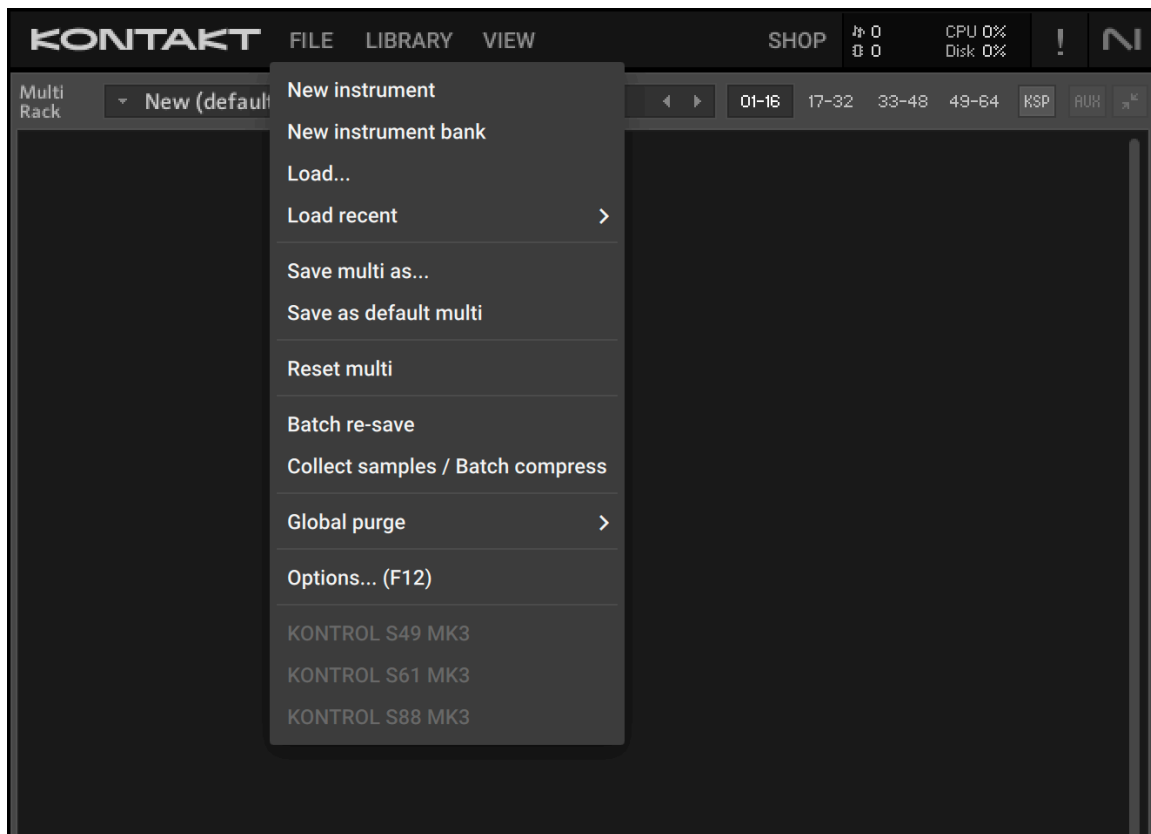 KONTAKT FILE LIBRARY VIEW SHOP 0 CPU 0%
0 Disk 0%
Multi
Rack
New (default 01-16 17-32 33-48 49-64 KSP AUX
New instrument
New instrument bank
Load...
Load recent
Save multi as...
Save as default multi
Reset multi
Batch re-save
Collect samples / Batch compress
Global purge
Options... (F12)
KONTROL S49 MK3
KONTROL S61 MK3
KONTROL S88 MK3